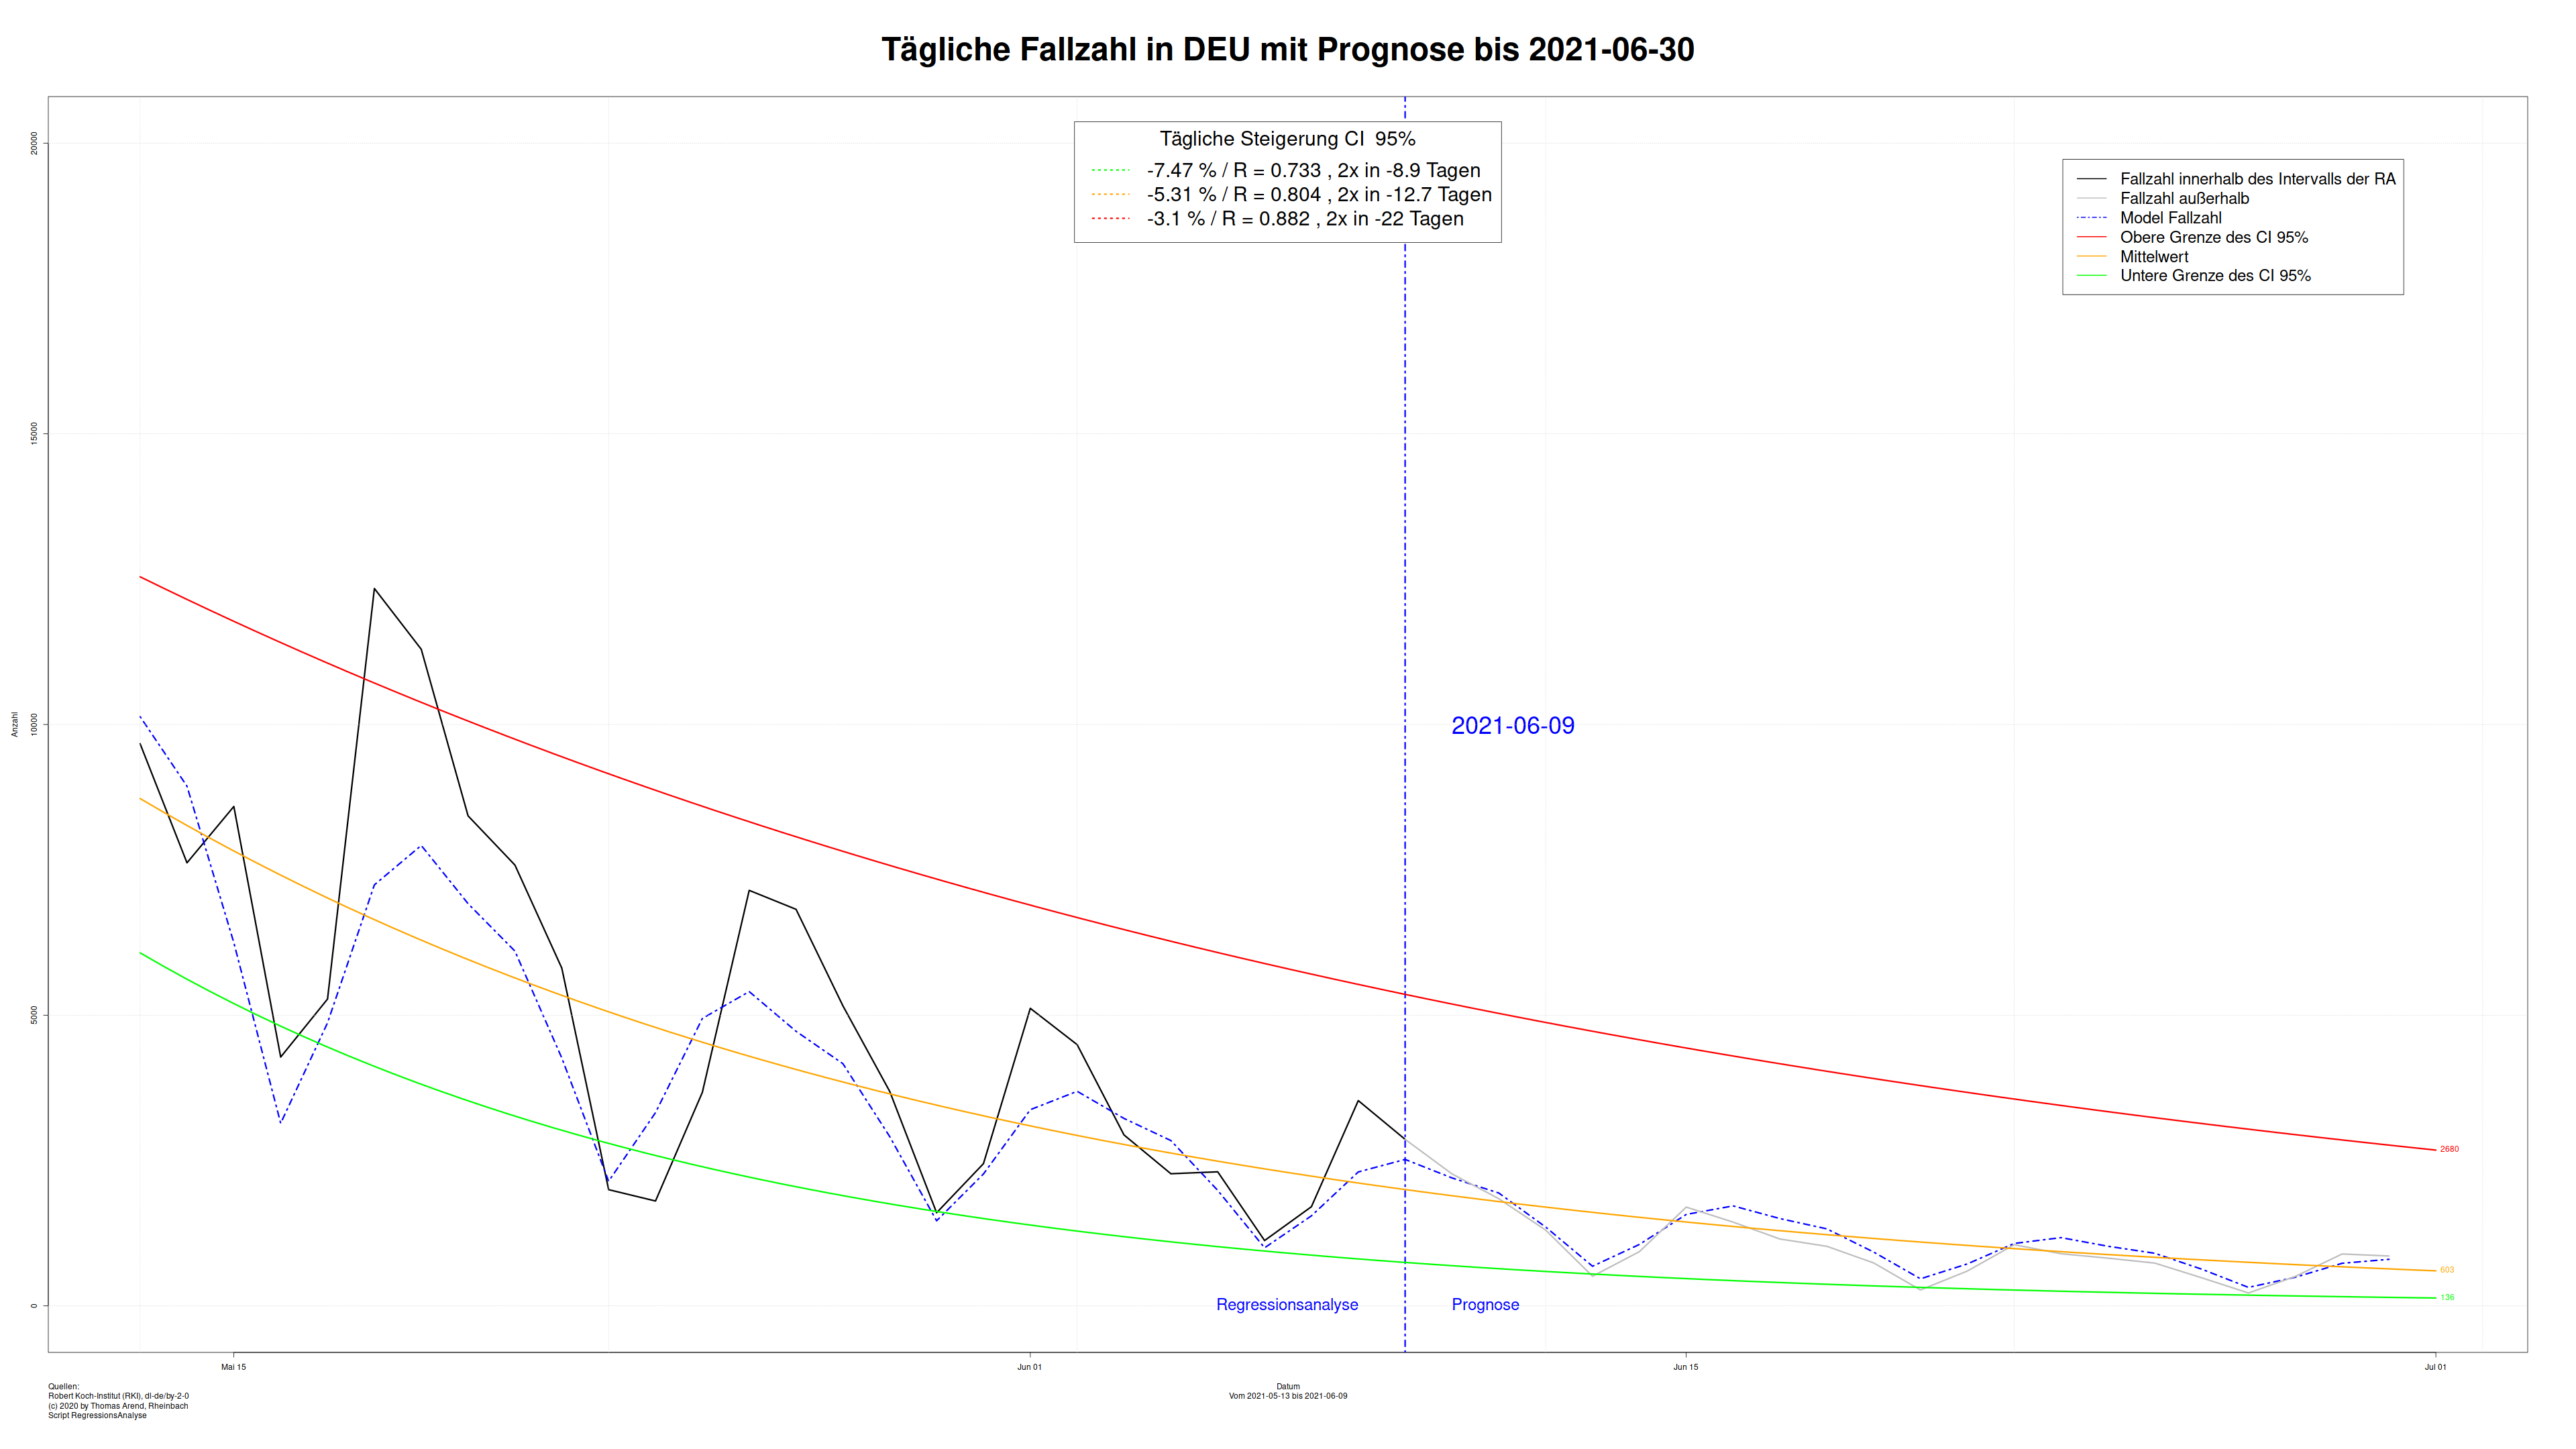 Tägliche Fallzahl in DEU mit Prognose bis 2021-06-30
Tägliche Steigerung CI  95%
-7.47 % / R = 0.733 , 2x in -8.9 Tagen
-5.31 % / R = 0.804 , 2x in -12.7 Tagen
-3.1 % / R = 0.882 , 2x in -22 Tagen
Fallzahl innerhalb des Intervalls der RA
Fallzahl außerhalb
Model Fallzahl
Obere Grenze des CI 95%
Mittelwert
Untere Grenze des CI 95%
20000
15000
10000
5000
0
Anzahl
2021-06-09
2680
603
136
Regressionsanalyse
Prognose
Mai 15
Jun 01
Jun 15
Jul 01
Datum
Vom 2021-05-13 bis 2021-06-09
Quellen:
Robert Koch-Institut (RKI), dl-de/by-2-0
(c) 2020 by Thomas Arend, Rheinbach
Script RegressionsAnalyse